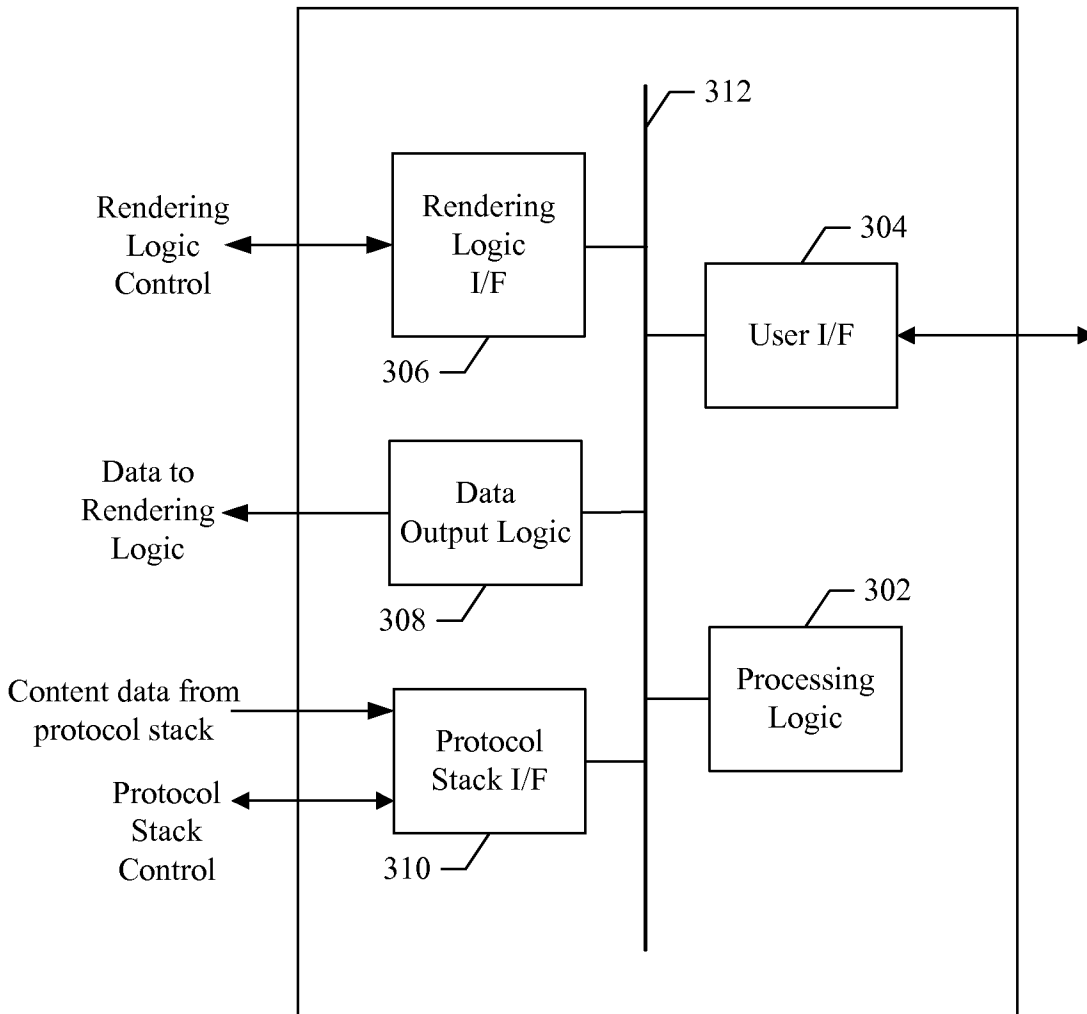 312
Rendering
Logic
Control
Rendering
Logic
I/F
306
304
User I/F
Data to
Rendering
Logic
Data
Output Logic
308
302
Processing
Logic
Content data from
protocol stack
Protocol
Stack
Control
Protocol
Stack I/F
310